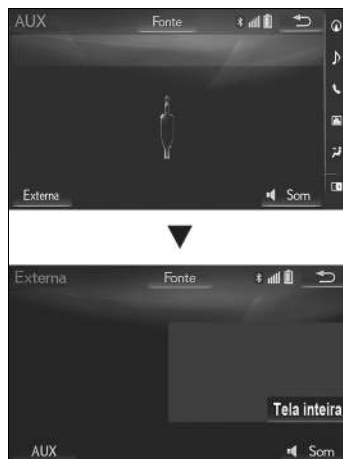 AUX Fonte
Externa Som
Externa Fonte
Tela inteira
AUX Som